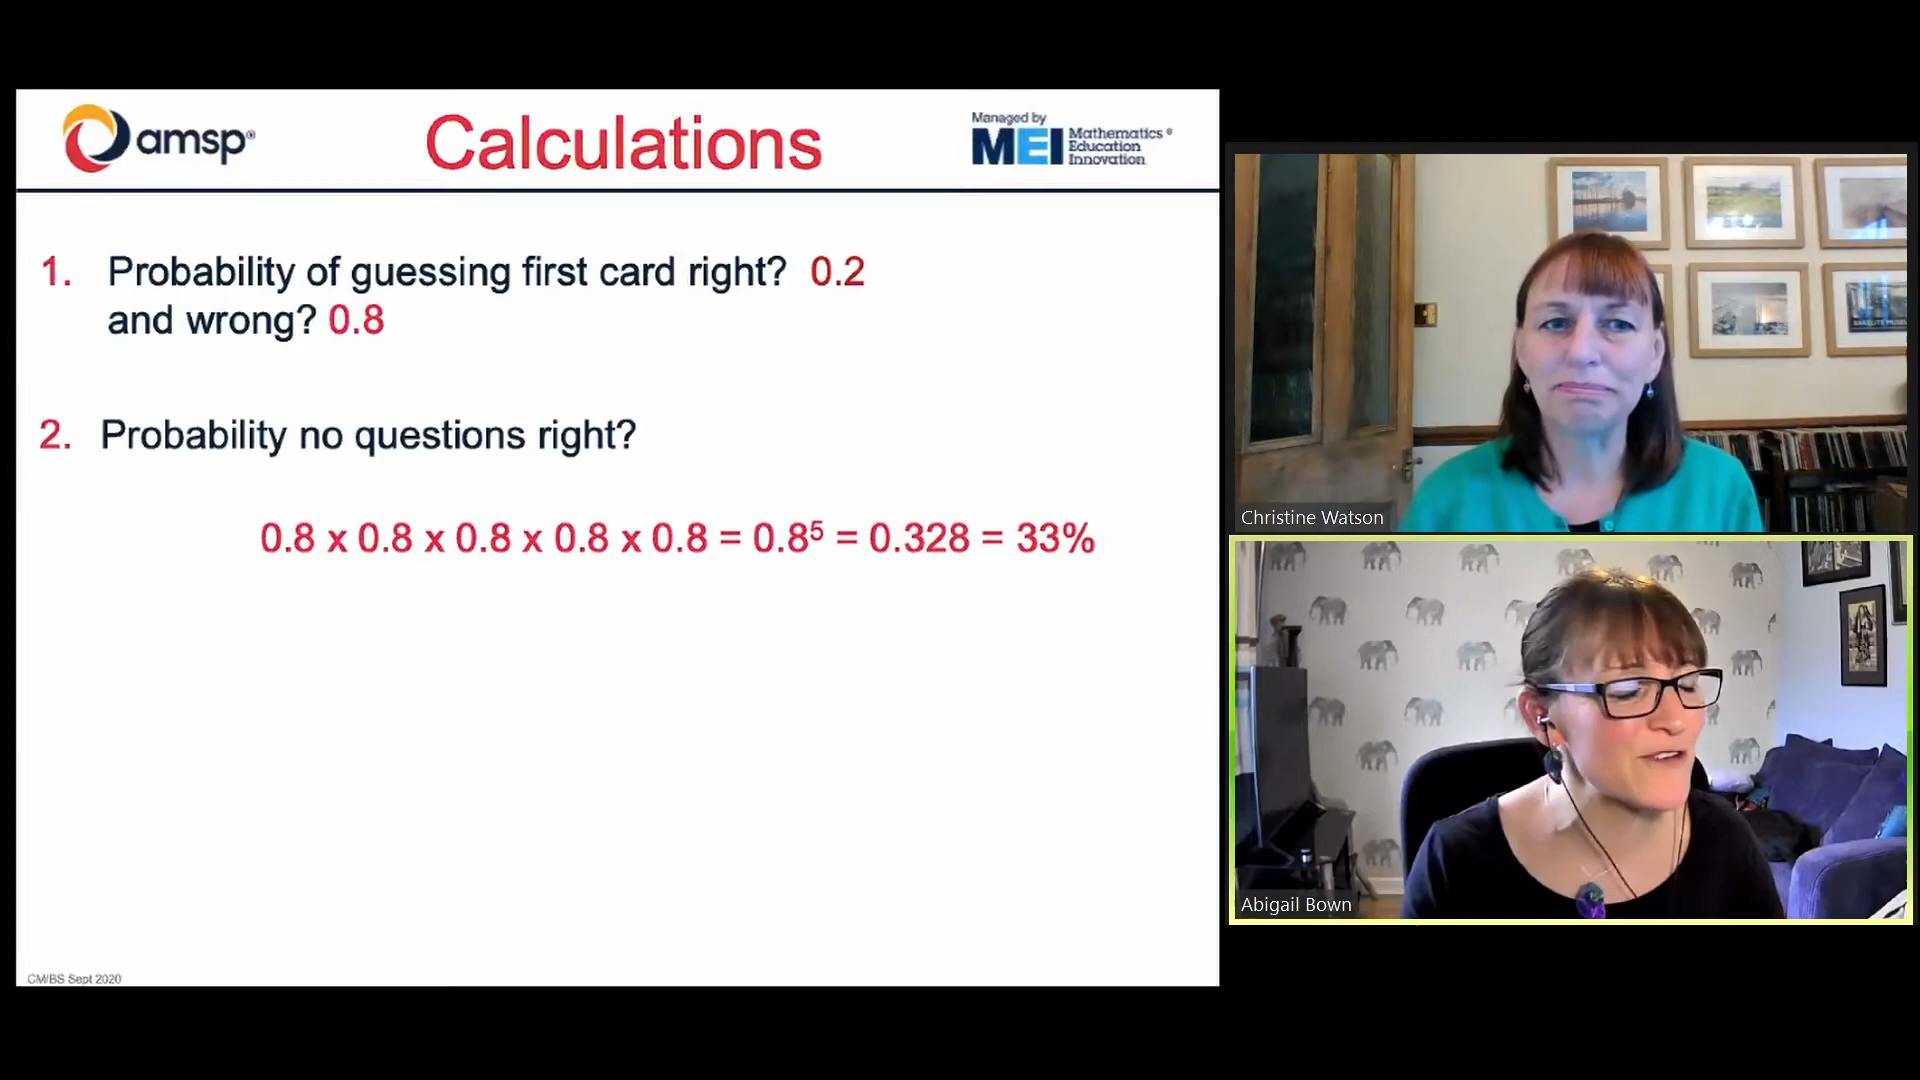 amsp®
Calculations
Managed by
MEI Mathematics®
Education
Innovation
1. Probability of guessing first card right? 0.2
and wrong? 0.8
2. Probability no questions right?
0.8 x 0.8 x 0.8 x 0.8 x 0.8 = 0.8⁵ = 0.328 = 33%
CM/BS Sept 2020
Christine Watson
Abigail Bown